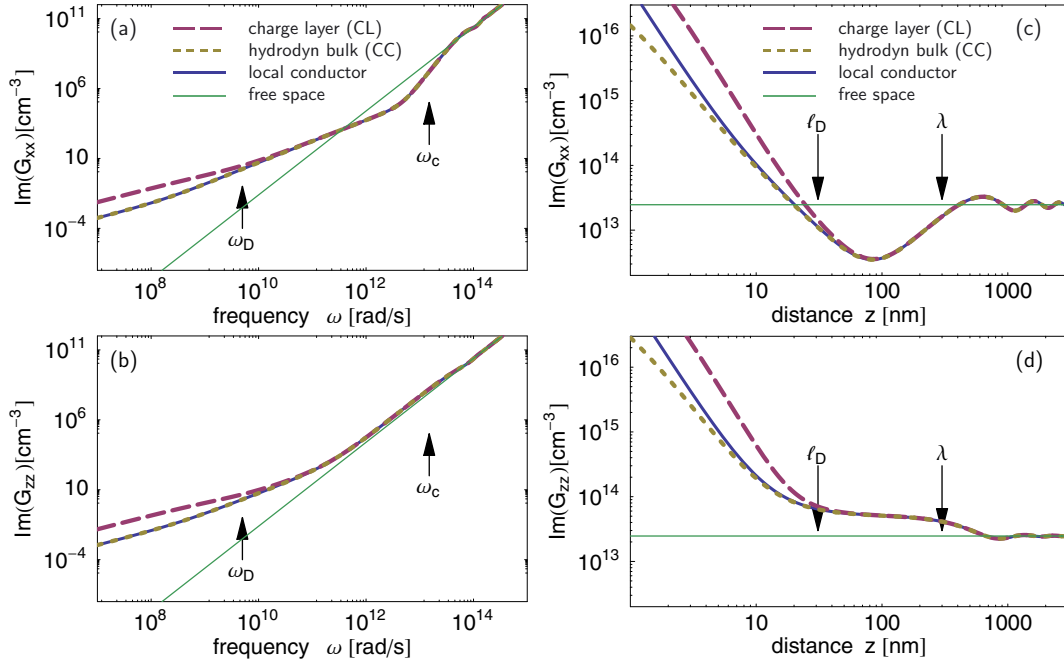 (a)
charge layer (CL)
hydrodyn bulk (CC)
local conductor
free space
Im(G_xx)[cm^-3]
10^11
10^6
10
10^-4
ω_c
ω_D
10^8
10^10
10^12
10^14
frequency ω [rad/s]
(c)
charge layer (CL)
hydrodyn bulk (CC)
local conductor
free space
Im(G_xx)[cm^-3]
10^16
10^15
10^14
10^13
ℓ_D
λ
10
100
1000
distance z [nm]
(b)
Im(G_zz)[cm^-3]
10^11
10^6
10
10^-4
ω_c
ω_D
10^8
10^10
10^12
10^14
frequency ω [rad/s]
(d)
Im(G_zz)[cm^-3]
10^16
10^15
10^14
10^13
ℓ_D
λ
10
100
1000
distance z [nm]